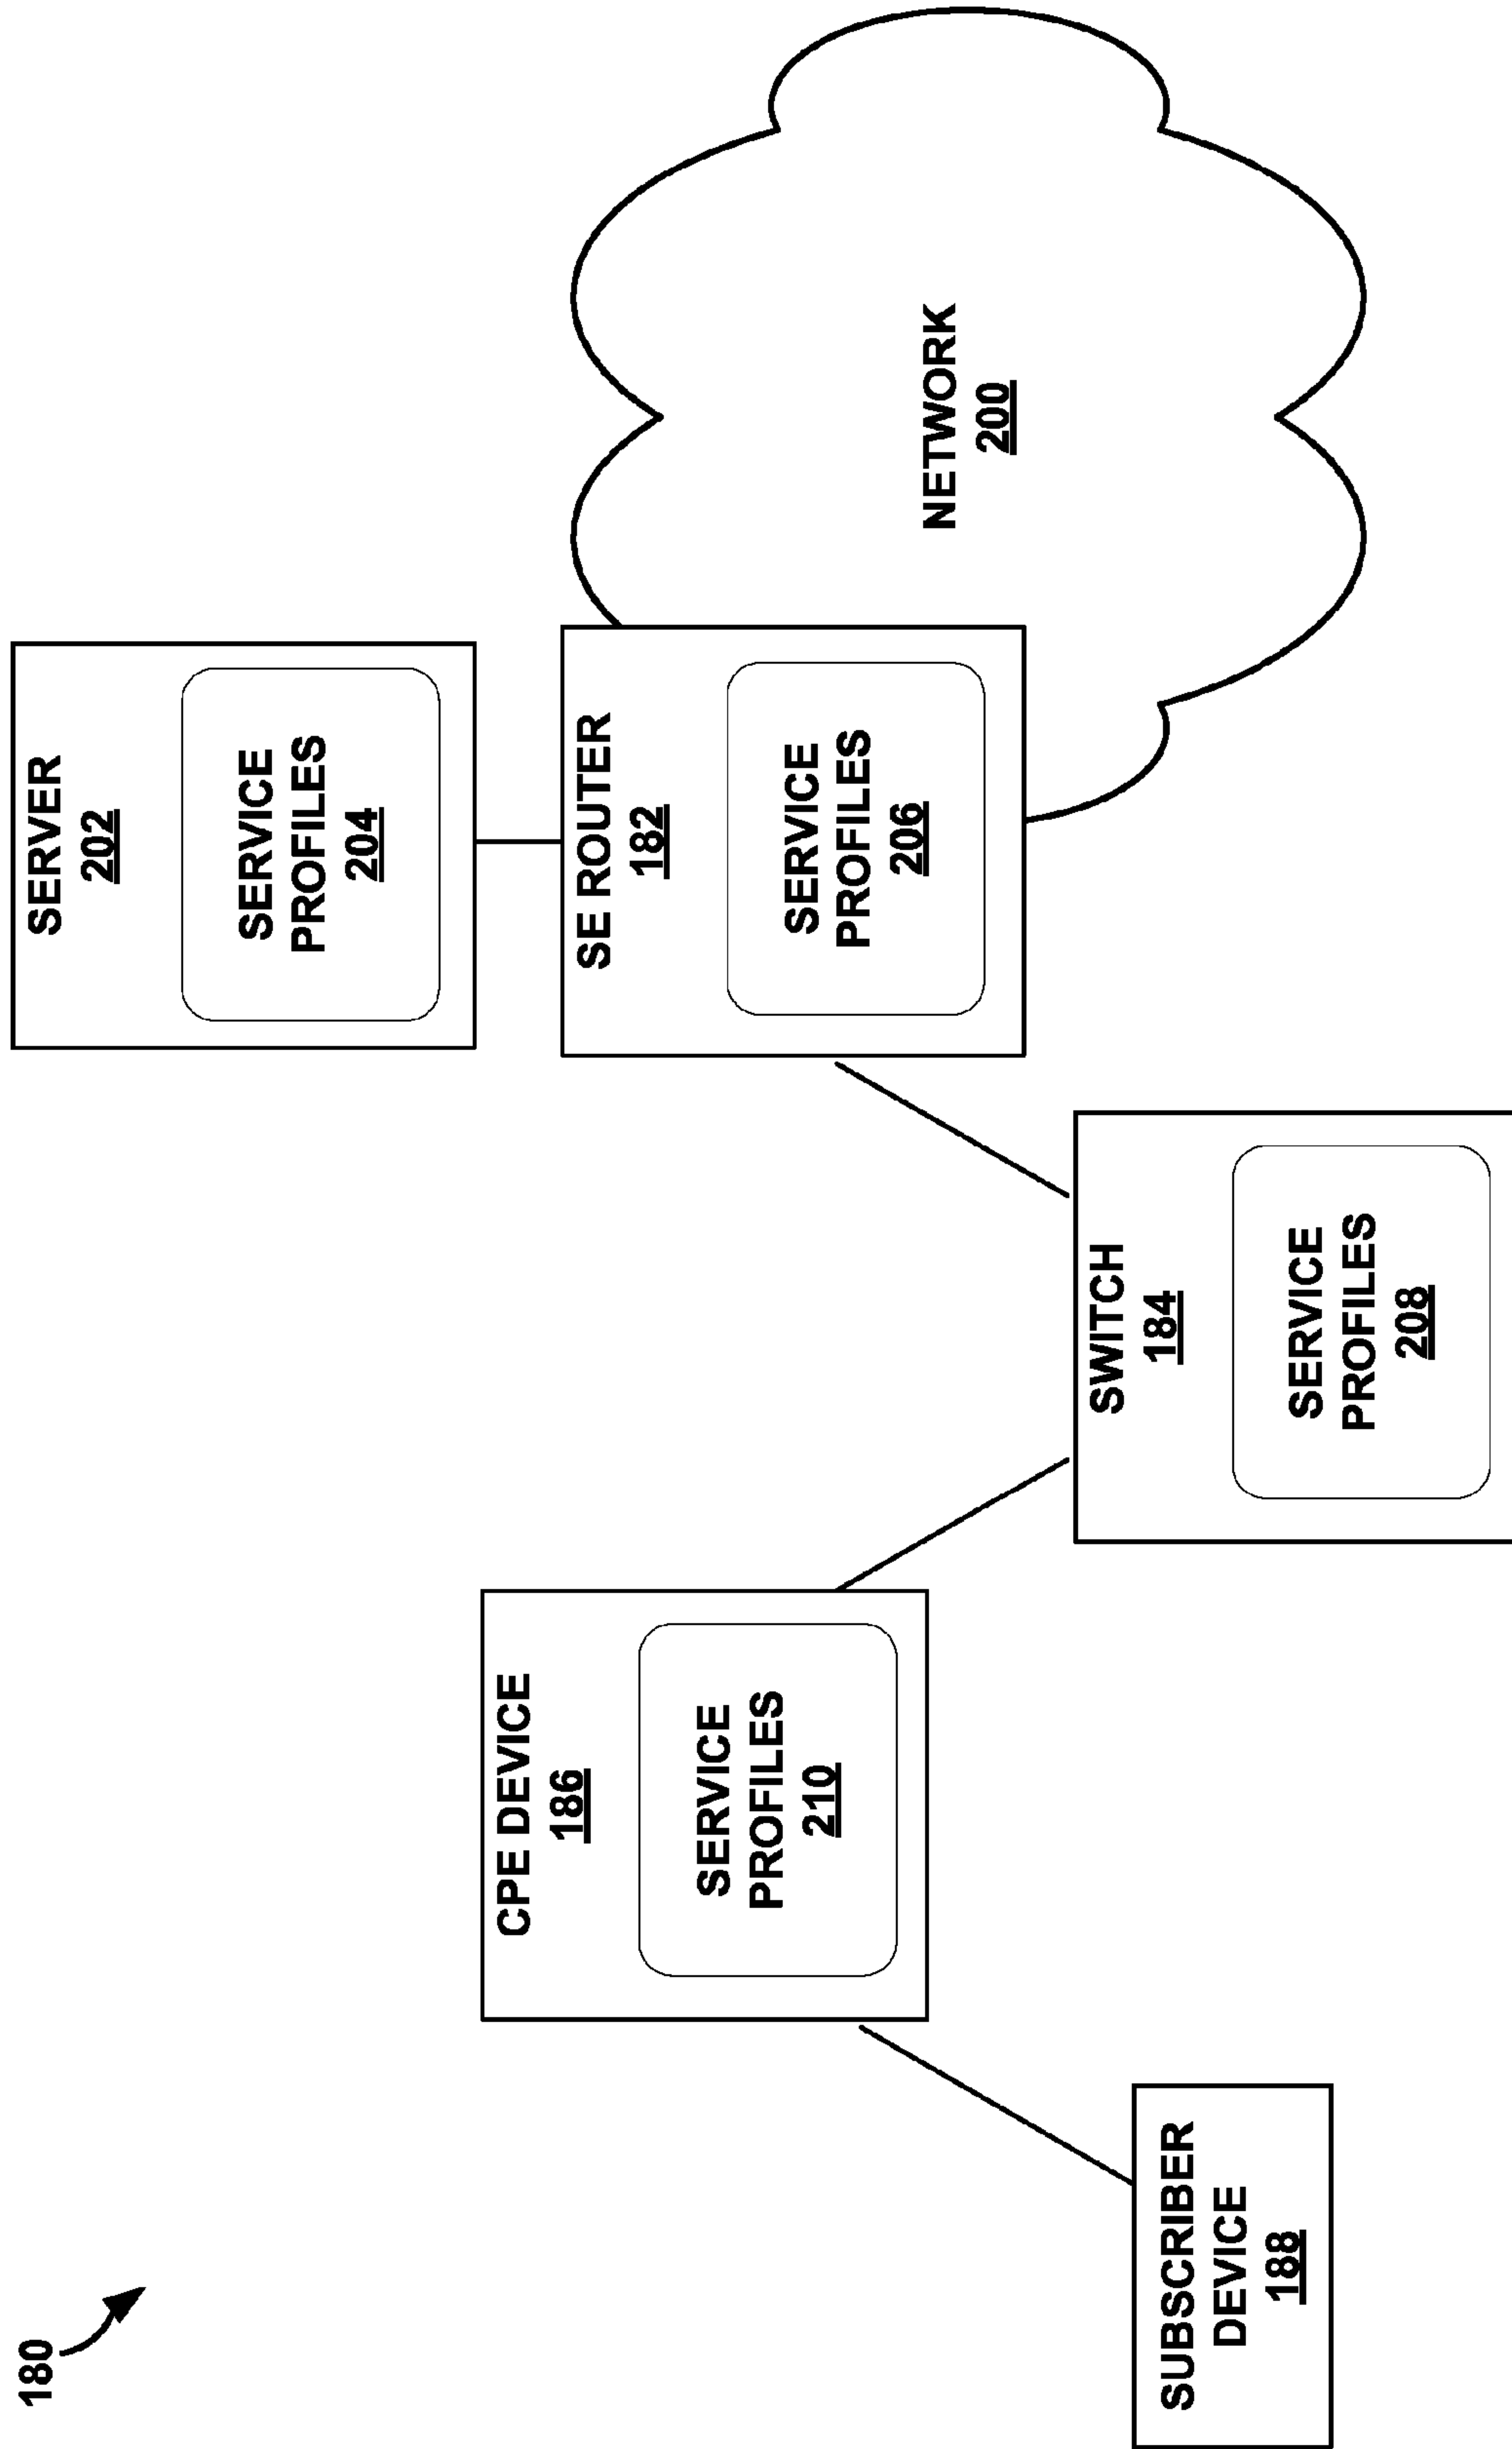 180
SERVER
202
SERVICE
PROFILES
204
SE ROUTER
182
SERVICE
PROFILES
206
NETWORK
200
CPE DEVICE
186
SERVICE
PROFILES
210
SWITCH
184
SERVICE
PROFILES
208
SUBSCRIBER
DEVICE
188